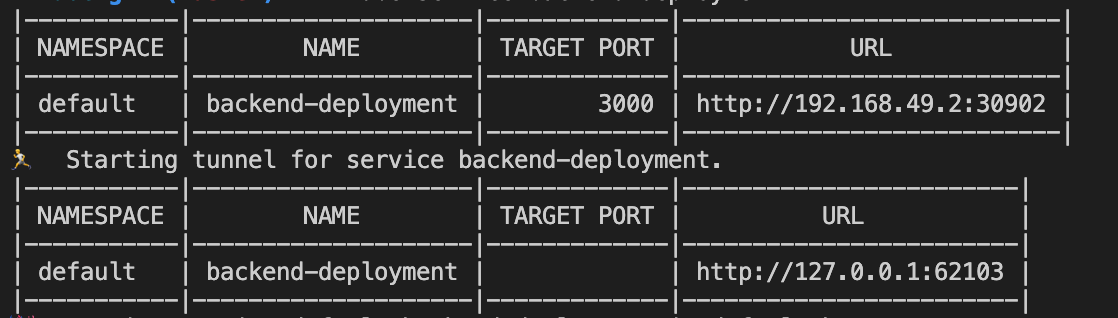 NAMESPACE | NAME | TARGET PORT | URL
default | backend-deployment | 3000 | http://192.168.49.2:30902
🏃 Starting tunnel for service backend-deployment.
NAMESPACE | NAME | TARGET PORT | URL
default | backend-deployment | | http://127.0.0.1:62103